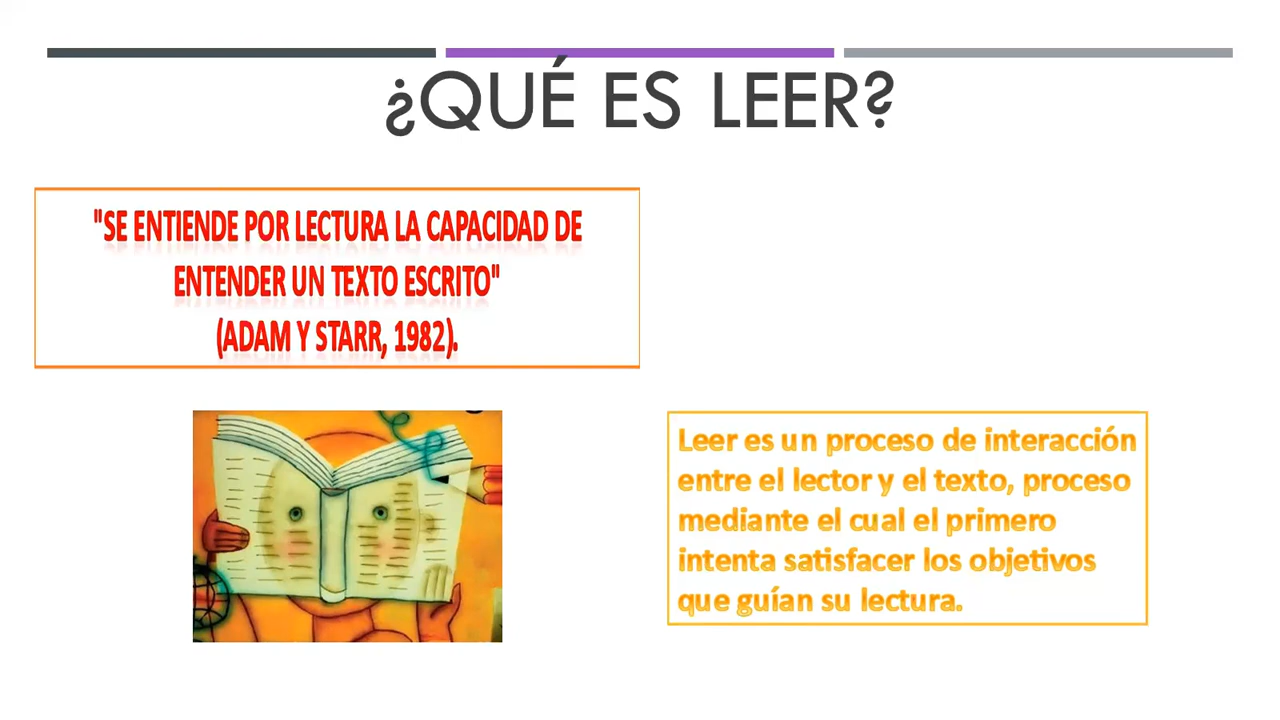 ¿QUÉ ES LEER?
"SE ENTIENDE POR LECTURA LA CAPACIDAD DE
ENTENDER UN TEXTO ESCRITO"
(ADAM Y STARR, 1982).
Leer es un proceso de interacción
entre el lector y el texto, proceso
mediante el cual el primero
intenta satisfacer los objetivos
que guían su lectura.